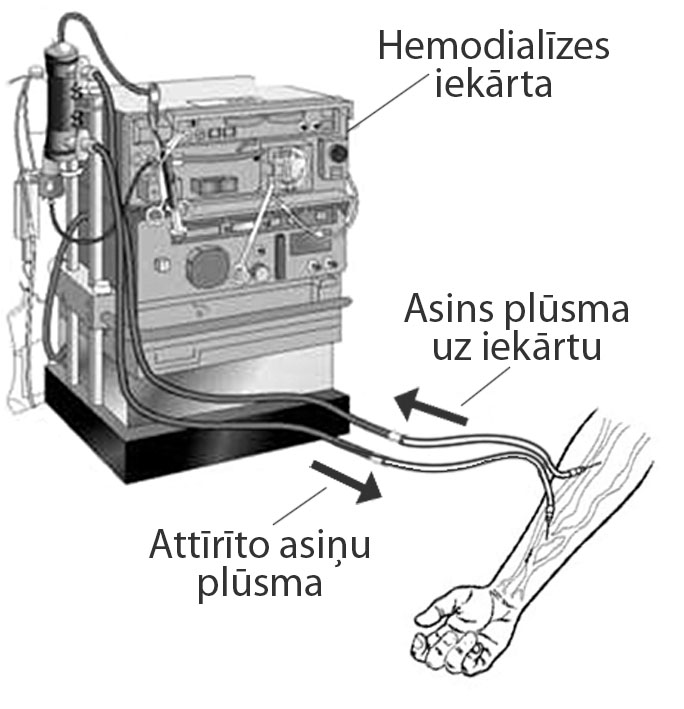 Hemodialīzes
iekārta
Asins plūsma
uz iekārtu
Attīrīto asiņu
plūsma